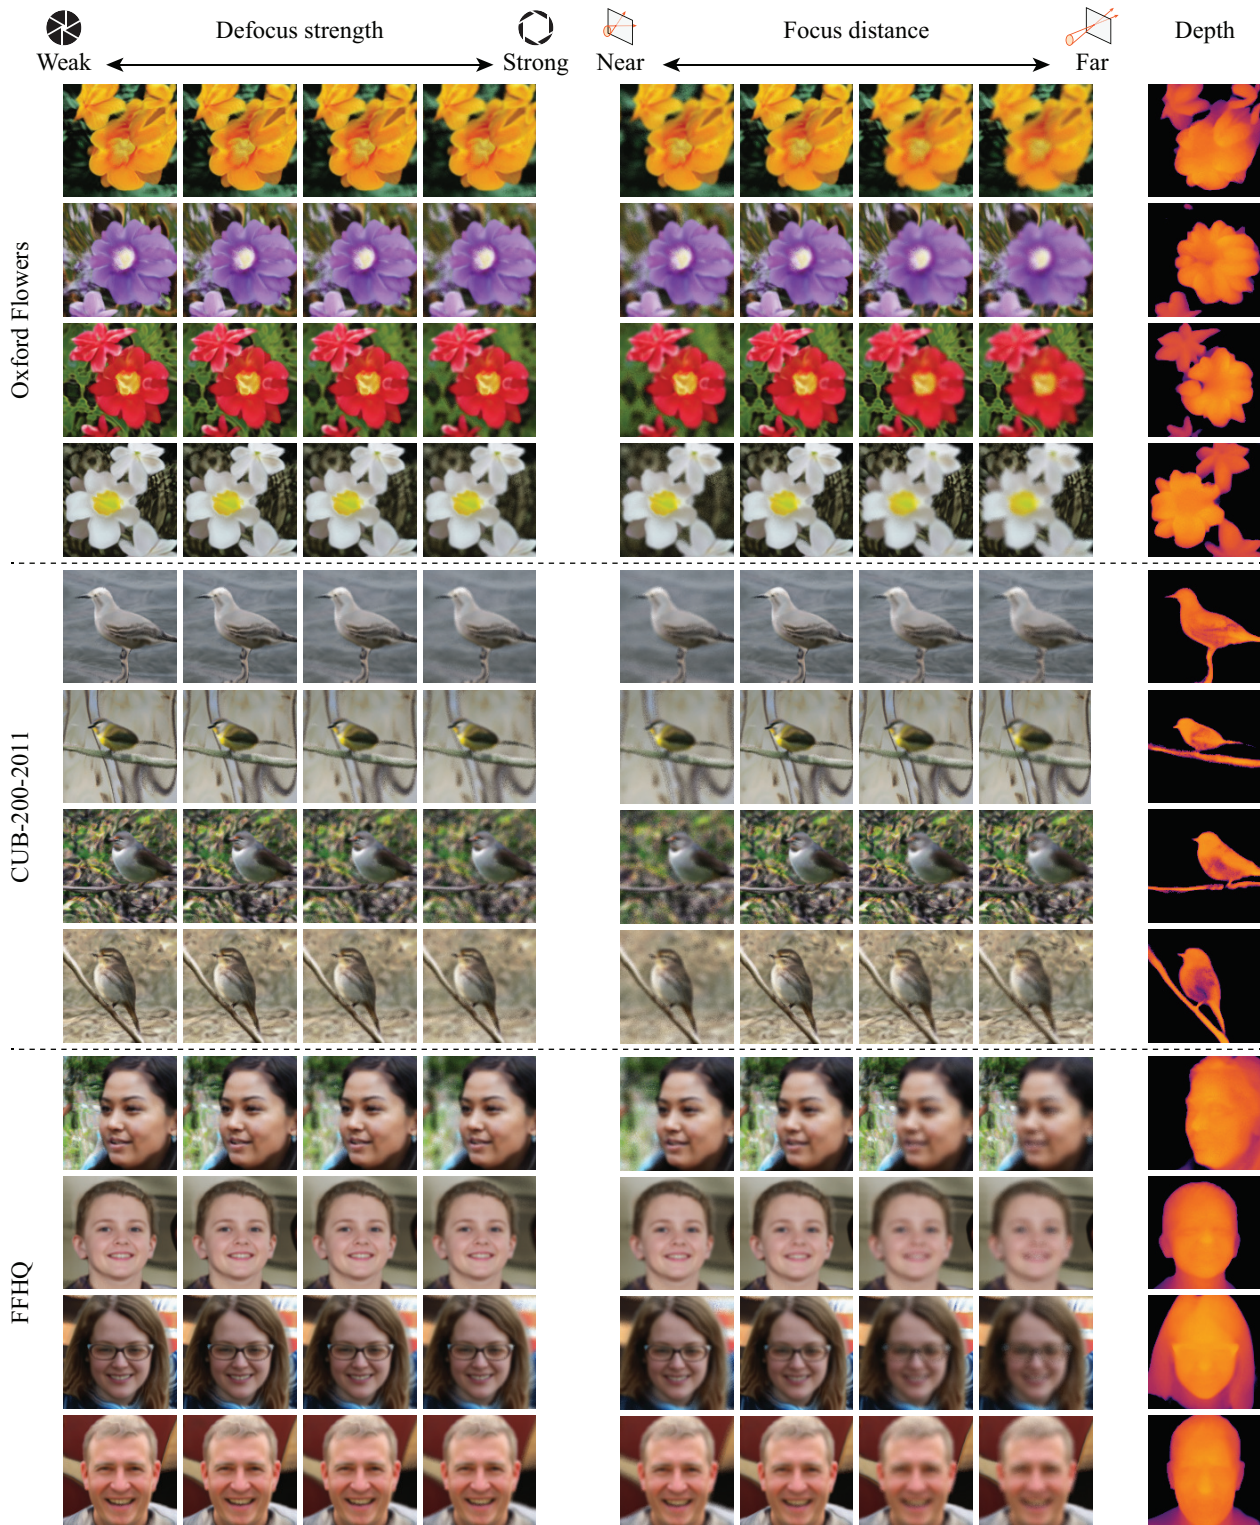 Defocus strength
Weak
Strong
Focus distance
Near
Far
Depth
Oxford Flowers
CUB-200-2011
FFHQ